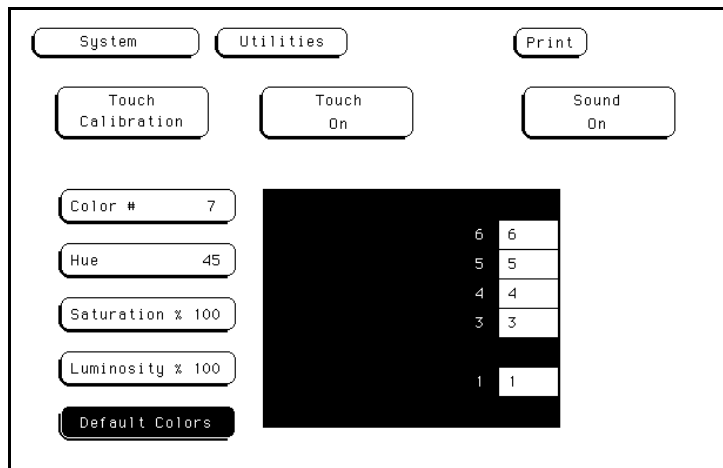 System Utilities Print
Touch Calibration
Touch On
Sound On
Color # 7
Hue 45
Saturation % 100
Luminosity % 100
Default Colors
6 6
5 5
4 4
3 3
1 1